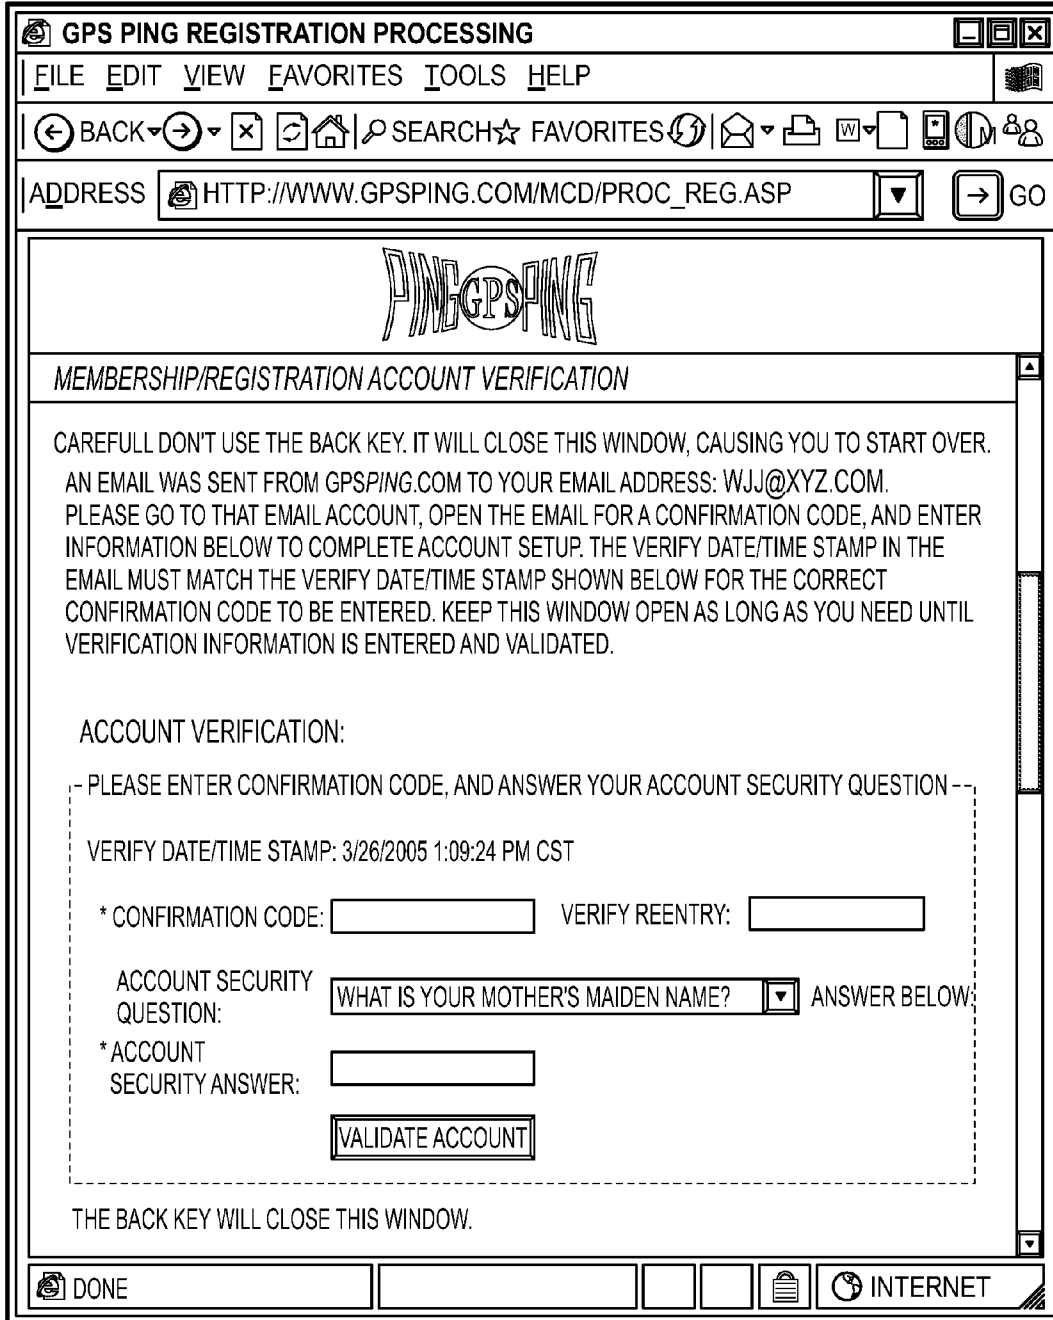 GPS PING REGISTRATION PROCESSING
FILE EDIT VIEW FAVORITES TOOLS HELP
BACK SEARCH FAVORITES W M
ADDRESS HTTP://WWW.GPSPING.COM/MCD/PROC_REG.ASP GO
PING GPS PING
MEMBERSHIP/REGISTRATION ACCOUNT VERIFICATION
CAREFULL DON'T USE THE BACK KEY. IT WILL CLOSE THIS WINDOW, CAUSING YOU TO START OVER.
AN EMAIL WAS SENT FROM GPSPING.COM TO YOUR EMAIL ADDRESS: WJJ@XYZ.COM.
PLEASE GO TO THAT EMAIL ACCOUNT, OPEN THE EMAIL FOR A CONFIRMATION CODE, AND ENTER
INFORMATION BELOW TO COMPLETE ACCOUNT SETUP. THE VERIFY DATE/TIME STAMP IN THE
EMAIL MUST MATCH THE VERIFY DATE/TIME STAMP SHOWN BELOW FOR THE CORRECT
CONFIRMATION CODE TO BE ENTERED. KEEP THIS WINDOW OPEN AS LONG AS YOU NEED UNTIL
VERIFICATION INFORMATION IS ENTERED AND VALIDATED.
ACCOUNT VERIFICATION:
PLEASE ENTER CONFIRMATION CODE, AND ANSWER YOUR ACCOUNT SECURITY QUESTION
VERIFY DATE/TIME STAMP: 3/26/2005 1:09:24 PM CST
* CONFIRMATION CODE: VERIFY REENTRY:
ACCOUNT SECURITY
QUESTION: WHAT IS YOUR MOTHER'S MAIDEN NAME? ANSWER BELOW:
* ACCOUNT
SECURITY ANSWER:
VALIDATE ACCOUNT
THE BACK KEY WILL CLOSE THIS WINDOW.
DONE INTERNET